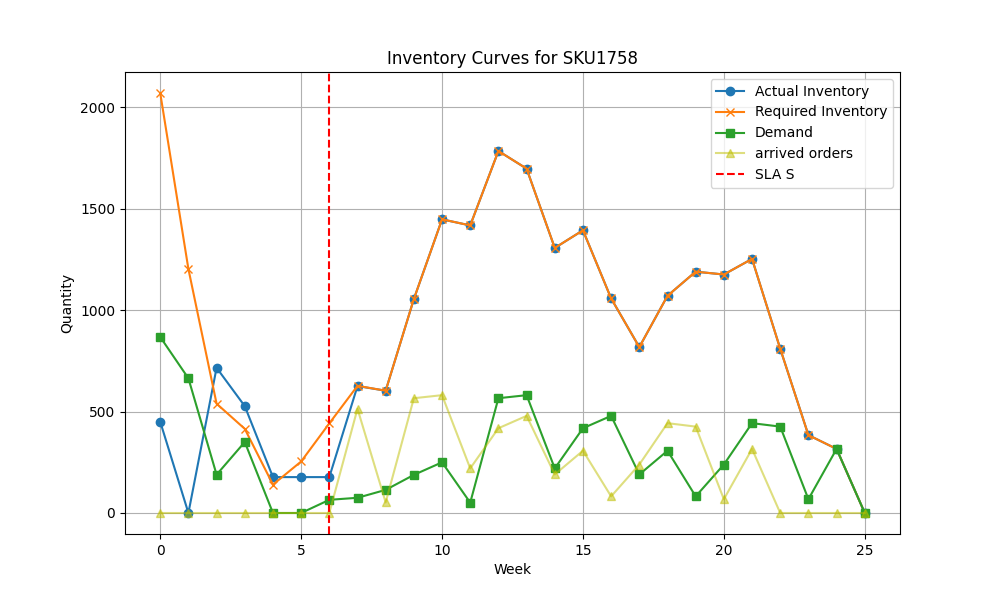 Inventory Curves for SKU1758
Actual Inventory
Required Inventory
Demand
arrived orders
SLA S
Quantity
2000
1500
1000
500
0
0 5 10 15 20 25
Week